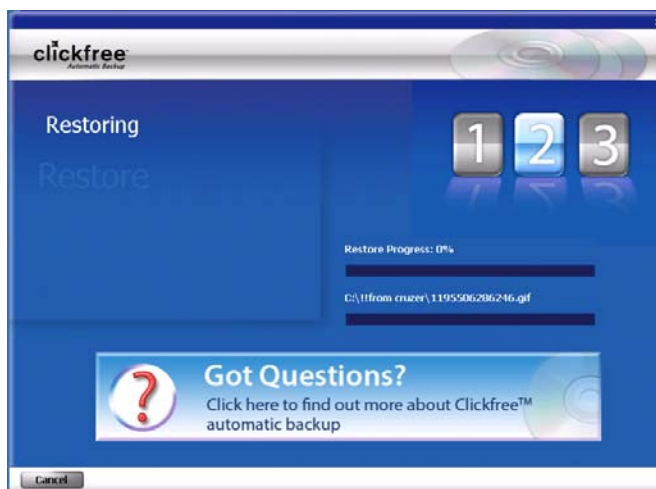 clickfree
Automatic Backup
Restoring
Restore
1 2 3
Restore Progress: 0%
C:\!!from cruzer\1195506286246.gif
?
Got Questions?
Click here to find out more about Clickfree™
automatic backup
Cancel